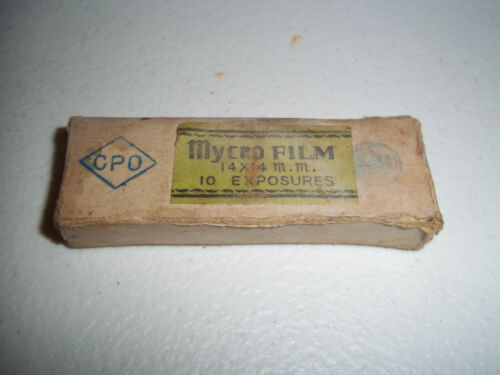 CPO
Mycro FILM
14X14 m.m.
10 EXPOSURES